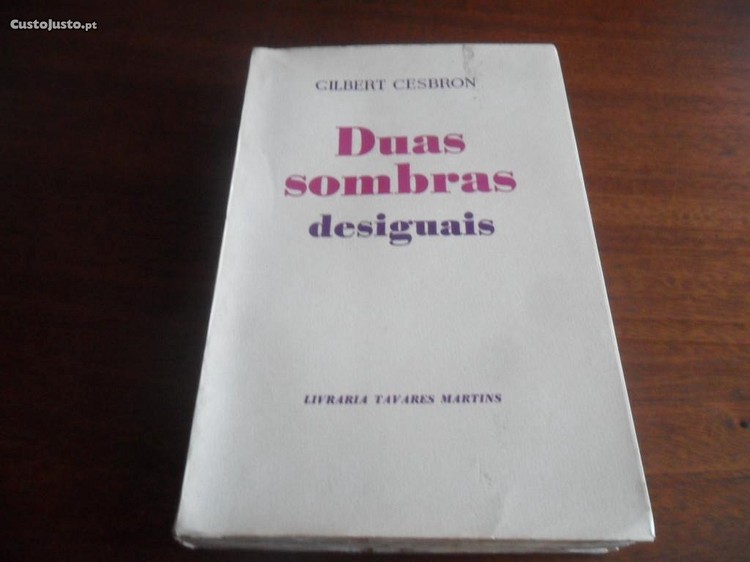 CustoJusto.pt
GILBERT CESBRON
Duas
sombras
desiguais
LIVRARIA TAVARES MARTINS